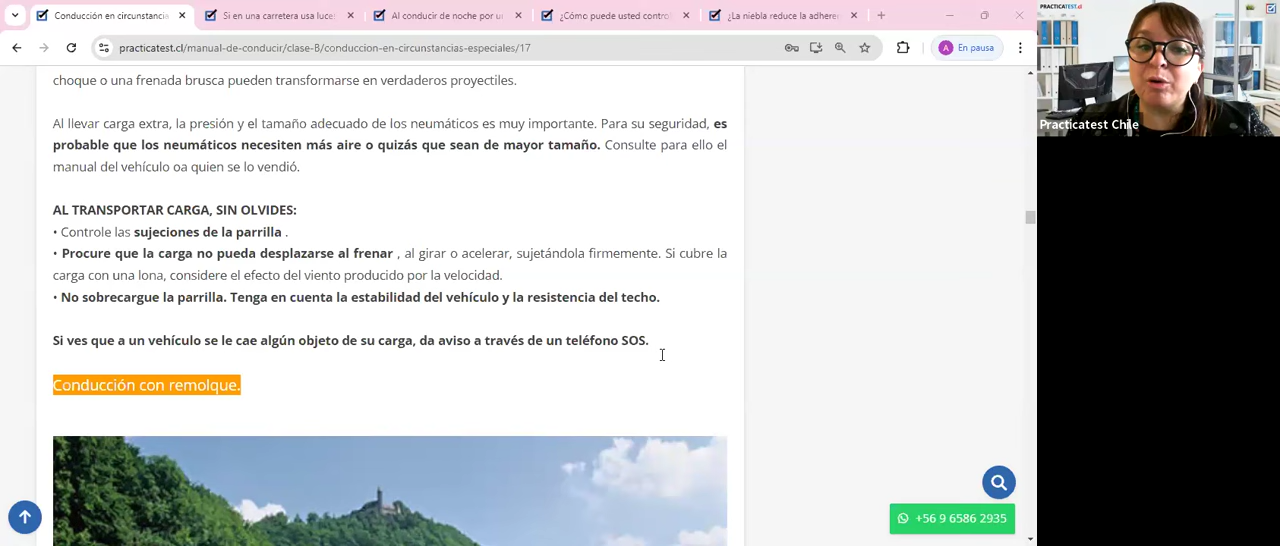 Conducción en circunstancia
Si en una carretera usa luce
Al conducir de noche por un
¿Cómo puede usted control
¿La niebla reduce la adheren
practicatest.cl/manual-de-conducir/clase-B/conduccion-en-circunstancias-especiales/17
A En pausa
PRACTICATEST.cl
Practicatest Chile
choque o una frenada brusca pueden transformarse en verdaderos proyectiles.
Al llevar carga extra, la presión y el tamaño adecuado de los neumáticos es muy importante. Para su seguridad, es
probable que los neumáticos necesiten más aire o quizás que sean de mayor tamaño. Consulte para ello el
manual del vehículo oa quien se lo vendió.
AL TRANSPORTAR CARGA, SIN OLVIDES:
• Controle las sujeciones de la parrilla .
• Procure que la carga no pueda desplazarse al frenar , al girar o acelerar, sujetándola firmemente. Si cubre la
carga con una lona, considere el efecto del viento producido por la velocidad.
• No sobrecargue la parrilla. Tenga en cuenta la estabilidad del vehículo y la resistencia del techo.
Si ves que a un vehículo se le cae algún objeto de su carga, da aviso a través de un teléfono SOS.
Conducción con remolque.
+56 9 6586 2935